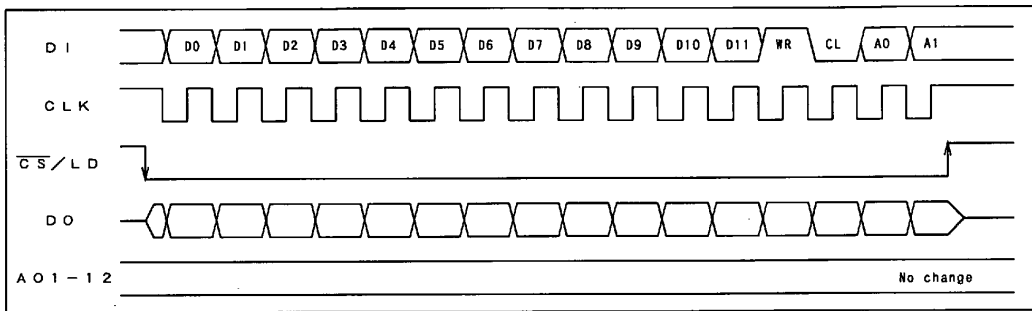 DI D0 D1 D2 D3 D4 D5 D6 D7 D8 D9 D10 D11 WR CL A0 A1
CLK
CS/LD
DO
AO1-12 No change